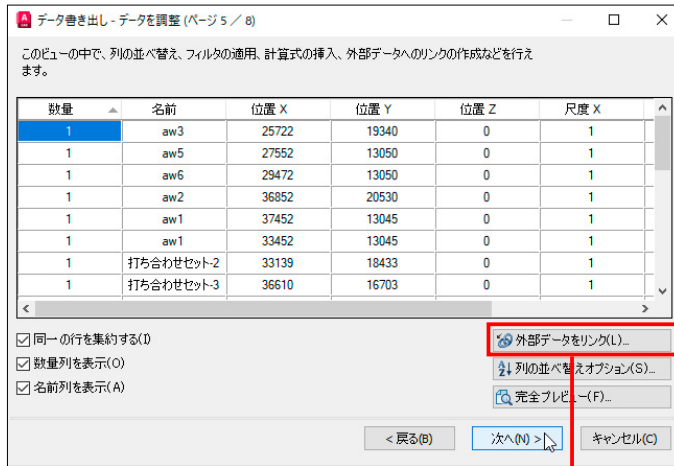 データ書き出し - データを調整 (ページ 5 ／ 8)
このビューの中で、列の並べ替え、フィルタの適用、計算式の挿入、外部データへのリンクの作成などを行え
ます。
数量 名前 位置 X 位置 Y 位置 Z 尺度 X
1 aw3 25722 19340 0 1
1 aw5 27552 13050 0 1
1 aw6 29472 13050 0 1
1 aw2 36852 20530 0 1
1 aw1 37452 13045 0 1
1 aw1 33452 13045 0 1
1 打ち合わせセット-2 33139 18433 0 1
1 打ち合わせセット-3 36610 16703 0 1
同一の行を集約する(I)
外部データをリンク(L)...
数量列を表示(O)
列の並べ替えオプション(S)...
名前列を表示(A)
完全プレビュー(F)...
< 戻る(B) 次へ(N) > キャンセル(C)